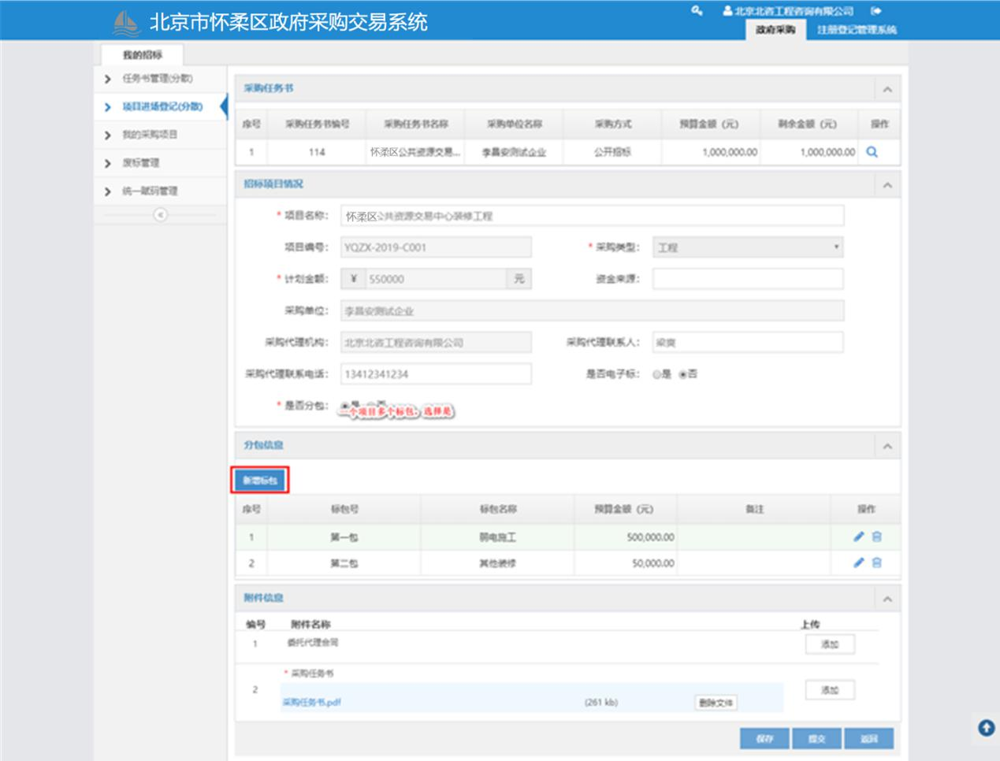 北京市怀柔区政府采购交易系统
北京北咨工程咨询有限公司
政府采购 注册登记管理系统
我的招标
任务书管理(分散)
项目进场登记(分散)
我的采购项目
废标管理
统一赋码管理
采购任务书
序号 采购任务书编号 采购任务书名称 采购单位名称 采购方式 预算金额（元） 剩余金额（元） 操作
1 114 怀柔区公共资源交易... 李昌安测试企业 公开招标 1,000,000.00 1,000,000.00
招标项目情况
* 项目名称： 怀柔区公共资源交易中心装修工程
项目编号： YQZX-2019-C001 * 采购类型： 工程
* 计划金额： ¥ 550000 元 资金来源：
采购单位： 李昌安测试企业
采购代理机构： 北京北咨工程咨询有限公司 采购代理联系人： 梁爽
采购代理联系电话： 13412341234 是否电子标： 是 否
* 是否分包： 是 否
一个项目多个标包，选择是
分包信息
新增标包
序号 标包号 标包名称 预算金额（元） 备注 操作
1 第一包 弱电施工 500,000.00
2 第二包 其他装修 50,000.00
附件信息
编号 附件名称 上传
1 委托代理合同 添加
2 * 采购任务书 添加
采购任务书.pdf (261 kb) 删除文件
保存 提交 返回